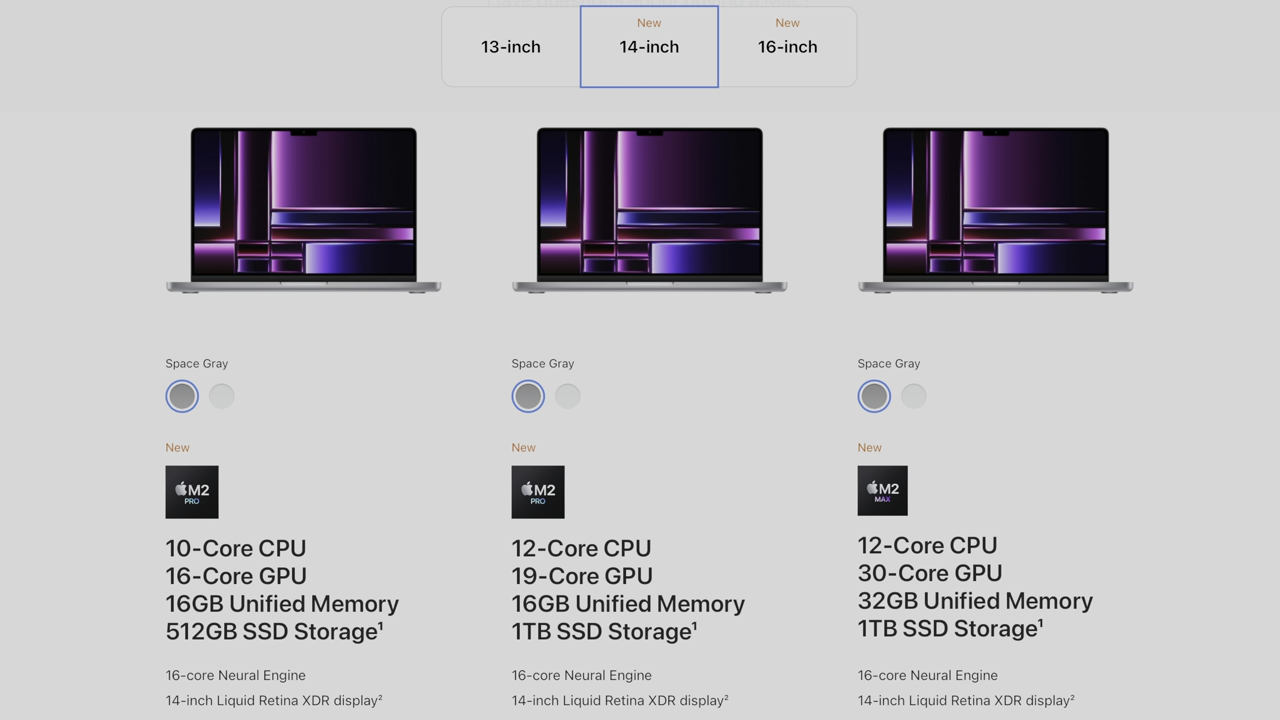 New
New
13-inch
14-inch
16-inch
Space Gray
New
M2
PRO
10-Core CPU
16-Core GPU
16GB Unified Memory
512GB SSD Storage¹
16-core Neural Engine
14-inch Liquid Retina XDR display²
Space Gray
New
M2
PRO
12-Core CPU
19-Core GPU
16GB Unified Memory
1TB SSD Storage¹
16-core Neural Engine
14-inch Liquid Retina XDR display²
Space Gray
New
M2
MAX
12-Core CPU
30-Core GPU
32GB Unified Memory
1TB SSD Storage¹
16-core Neural Engine
14-inch Liquid Retina XDR display²